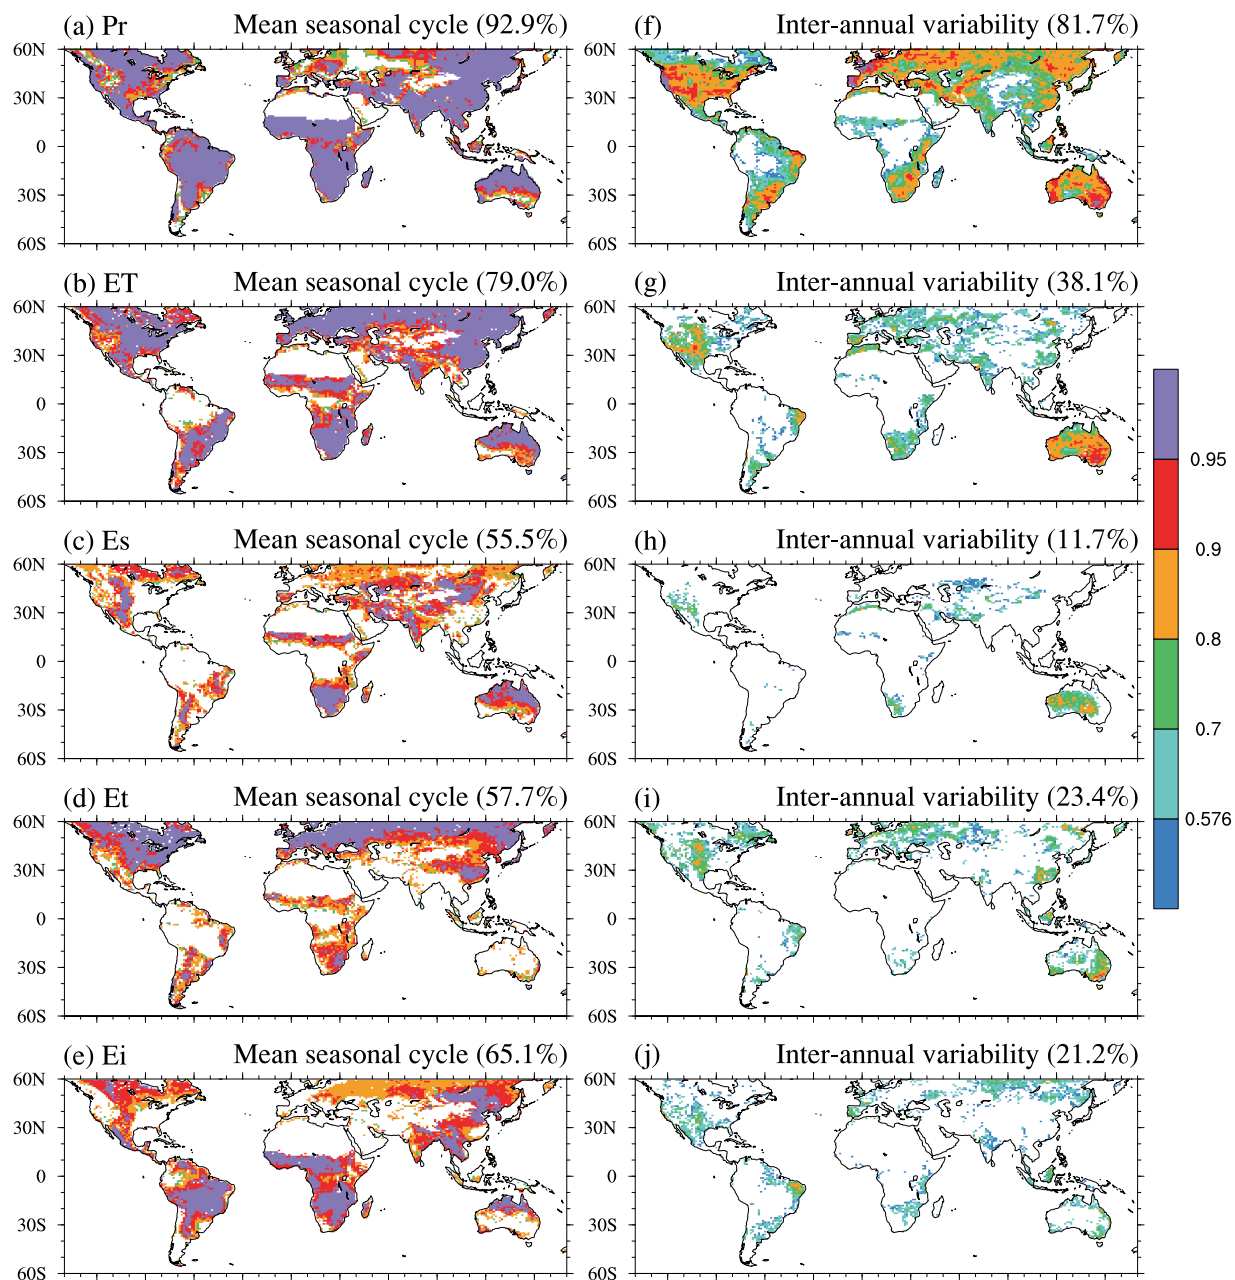 (a) Pr Mean seasonal cycle (92.9%)
60N
30N
0
30S
60S
(f) Inter-annual variability (81.7%)
60N
30N
0
30S
60S
(b) ET Mean seasonal cycle (79.0%)
60N
30N
0
30S
60S
(g) Inter-annual variability (38.1%)
60N
30N
0
30S
60S
(c) Es Mean seasonal cycle (55.5%)
60N
30N
0
30S
60S
(h) Inter-annual variability (11.7%)
60N
30N
0
30S
60S
(d) Et Mean seasonal cycle (57.7%)
60N
30N
0
30S
60S
(i) Inter-annual variability (23.4%)
60N
30N
0
30S
60S
(e) Ei Mean seasonal cycle (65.1%)
60N
30N
0
30S
60S
(j) Inter-annual variability (21.2%)
60N
30N
0
30S
60S
0.95
0.9
0.8
0.7
0.576